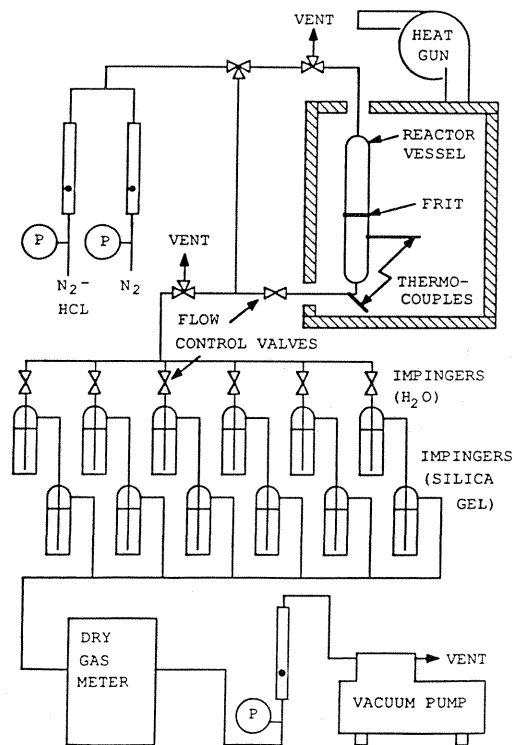 VENT
HEAT
GUN
REACTOR
VESSEL
FRIT
P
P
N2-
HCL
N2
VENT
THERMO-
COUPLES
FLOW
CONTROL VALVES
IMPINGERS
(H2O)
IMPINGERS
(SILICA
GEL)
DRY
GAS
METER
P
VENT
VACUUM PUMP